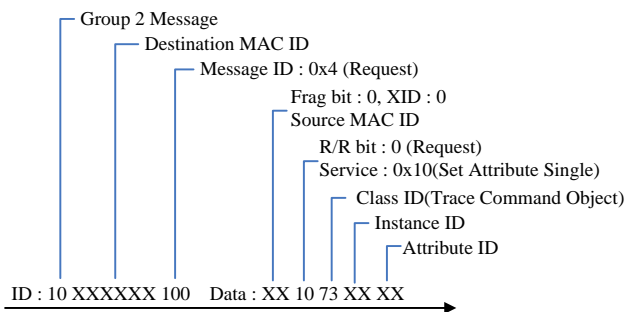 Group 2 Message
Destination MAC ID
Message ID : 0x4 (Request)
Frag bit : 0, XID : 0
Source MAC ID
R/R bit : 0 (Request)
Service : 0x10(Set Attribute Single)
Class ID(Trace Command Object)
Instance ID
Attribute ID
ID : 10 XXXXXX 100 Data : XX 10 73 XX XX